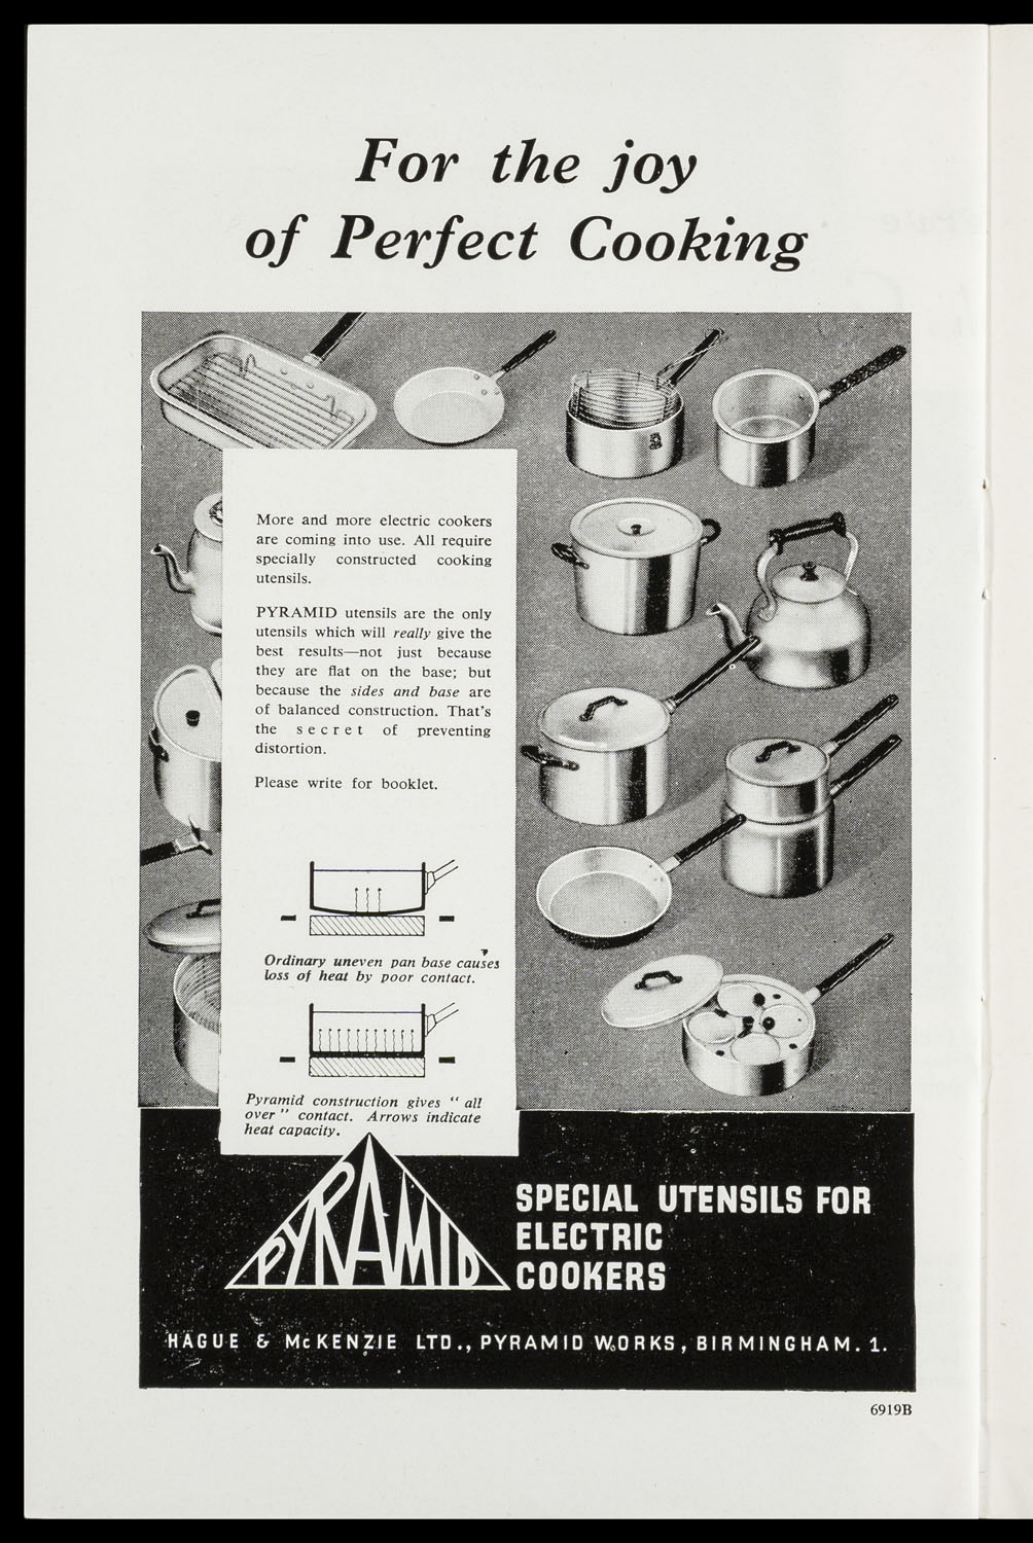 For the joy
of Perfect Cooking
More and more electric cookers
are coming into use. All require
specially constructed cooking
utensils.
PYRAMID utensils are the only
utensils which will really give the
best results—not just because
they are flat on the base; but
because the sides and base are
of balanced construction. That's
the secret of preventing
distortion.
Please write for booklet.
Ordinary uneven pan base causes
loss of heat by poor contact.
Pyramid construction gives “ all
over ” contact. Arrows indicate
heat capacity.
PYRAMID
SPECIAL UTENSILS FOR
ELECTRIC
COOKERS
HAGUE & McKENZIE LTD., PYRAMID WORKS, BIRMINGHAM. 1.
6919B